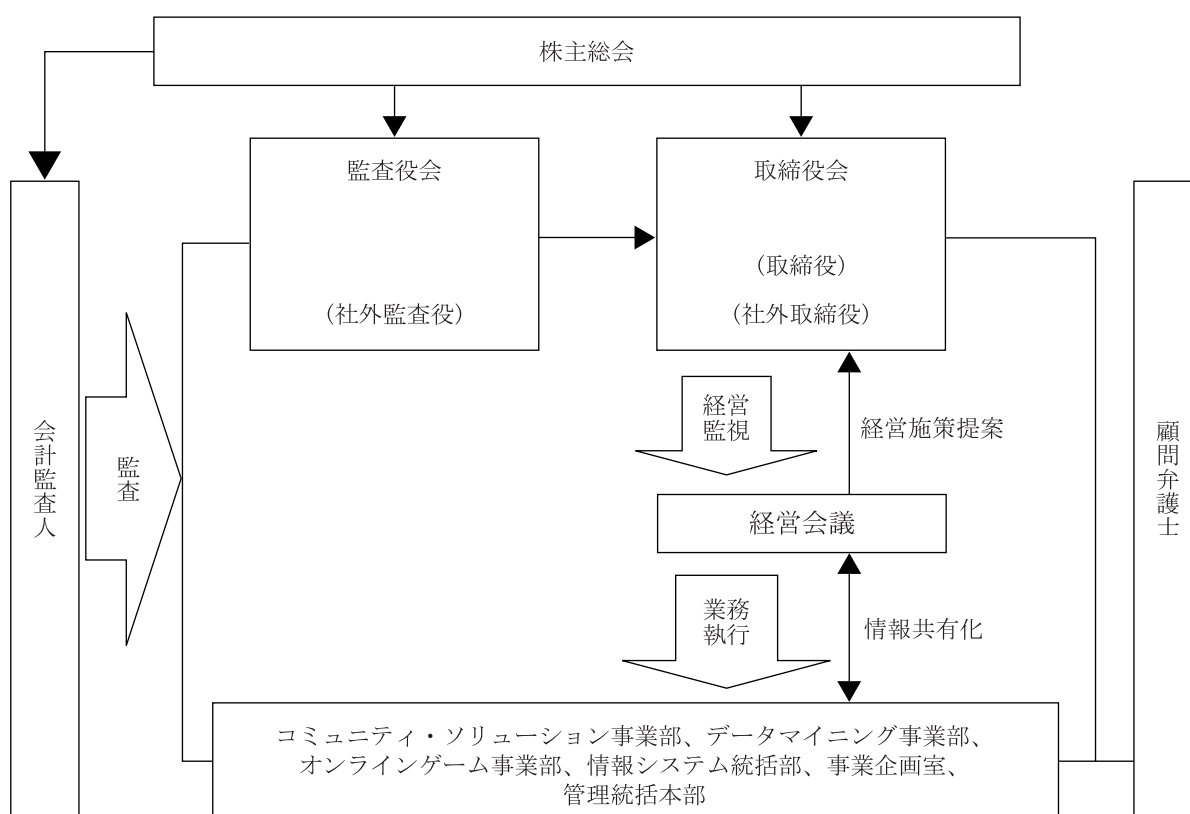 株主総会
監査役会
取締役会
（取締役）
（社外監査役）
（社外取締役）
経営
監視
経営施策提案
会計監査人
監査
顧問弁護士
経営会議
業務
執行
情報共有化
コミュニティ・ソリューション事業部、データマイニング事業部、
オンラインゲーム事業部、情報システム統括部、事業企画室、
管理統括本部